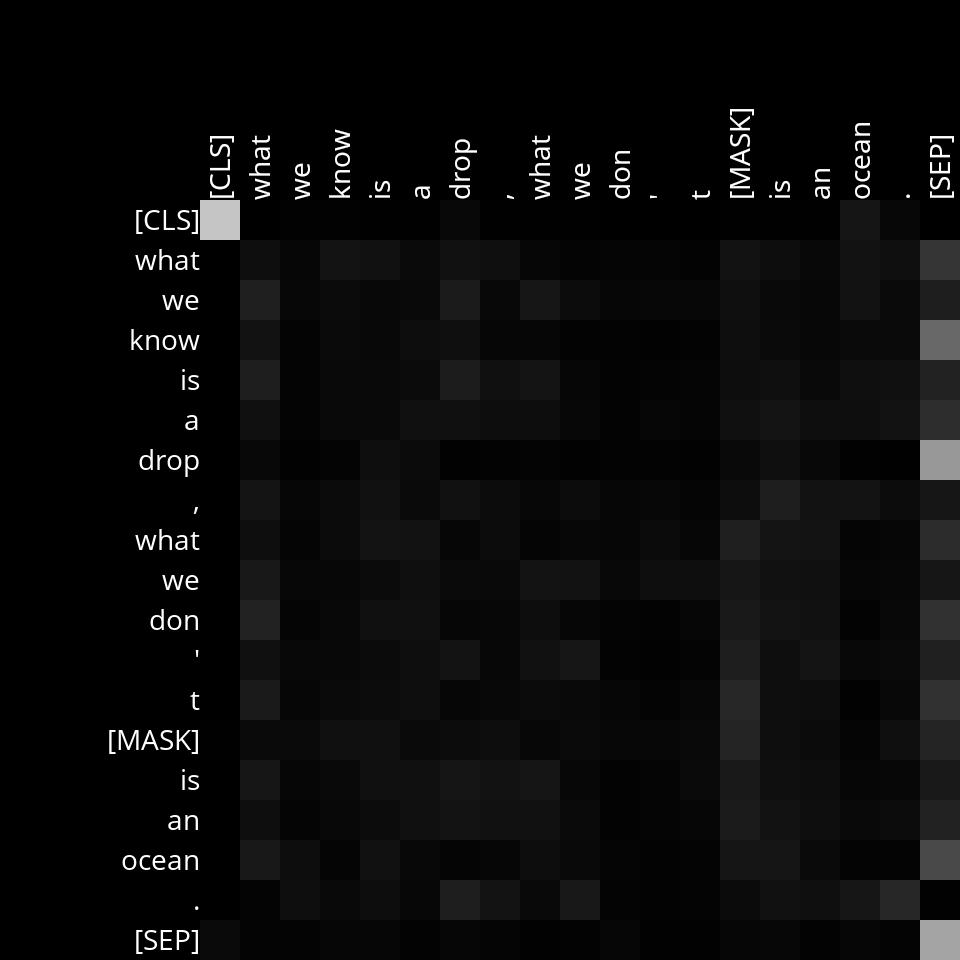 [CLS] what we know is a drop , what we don ' t [MASK] is an ocean . [SEP]
[CLS]
what
we
know
is
a
drop
,
what
we
don
'
t
[MASK]
is
an
ocean
.
[SEP]